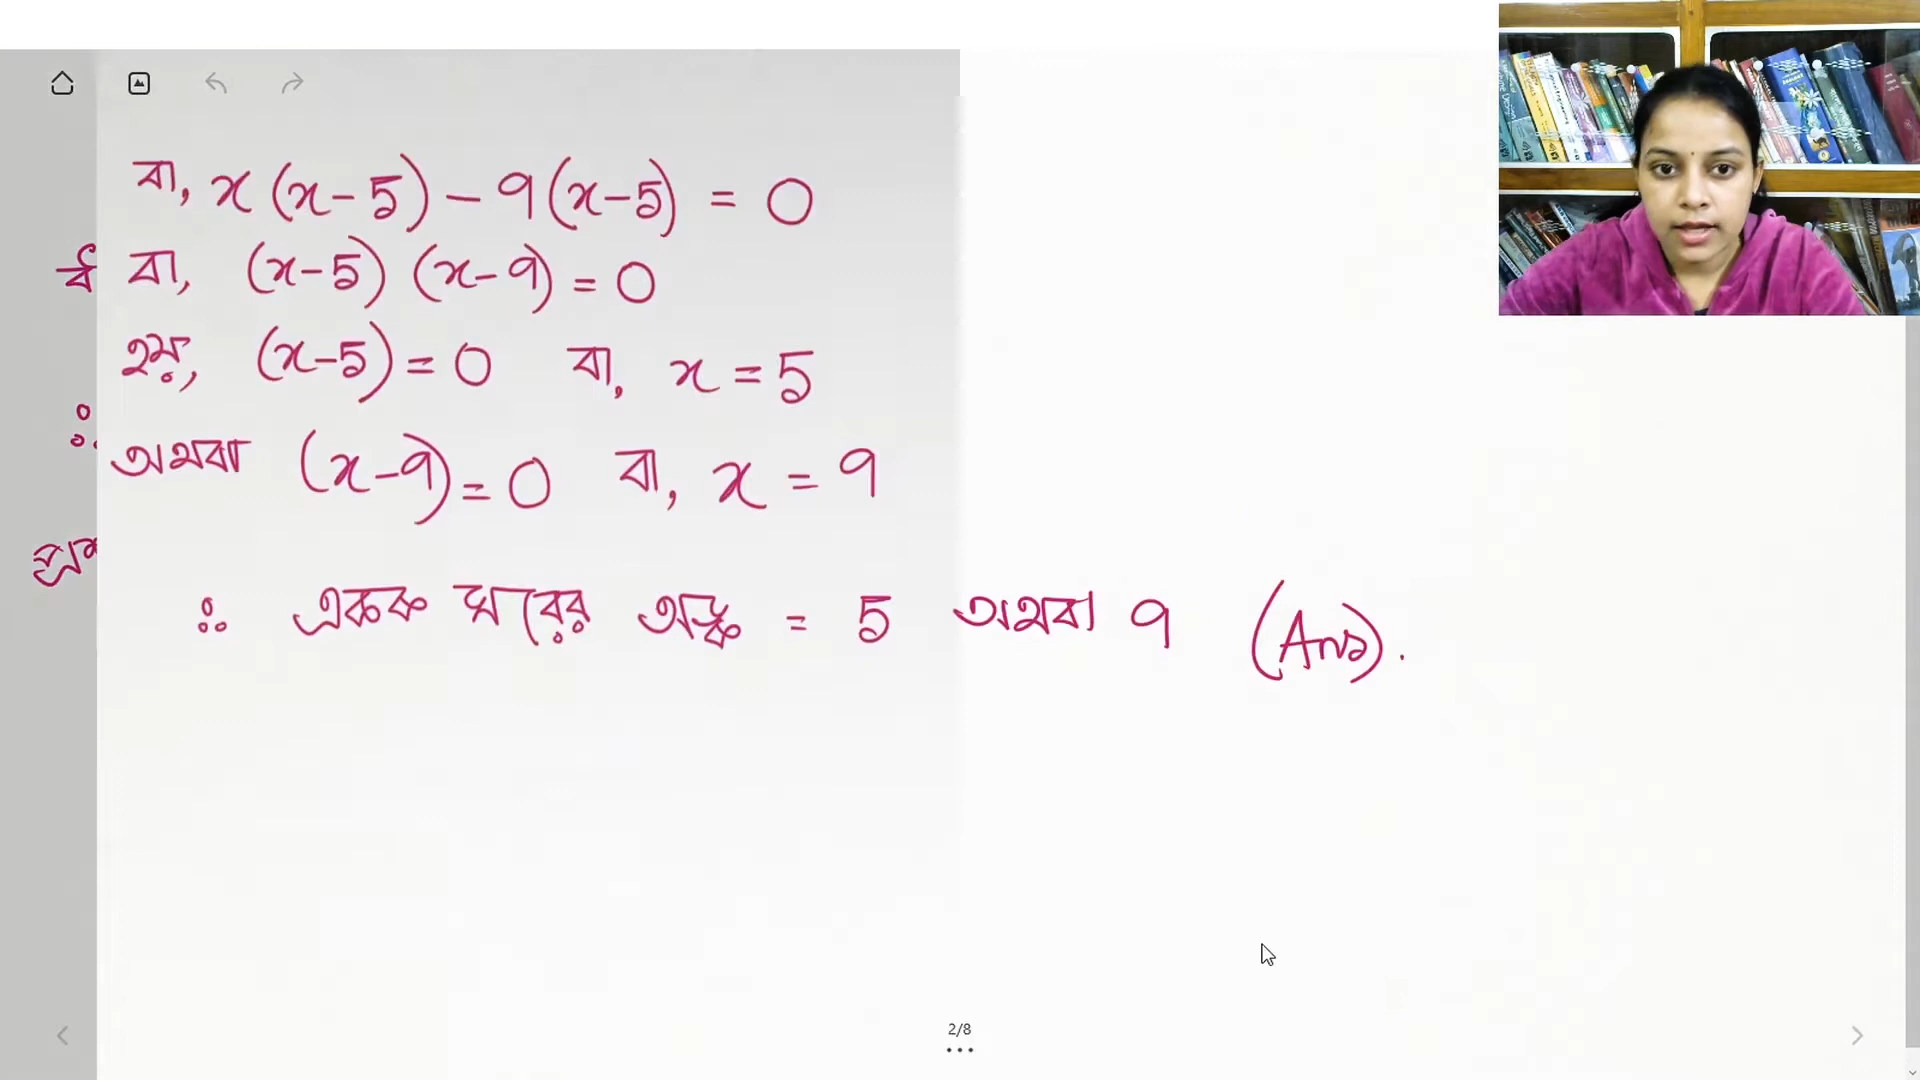 বা, x(x-5) - 9(x-5) = 0
বা, (x-5) (x-9) = 0
হয়, (x-5) = 0 বা, x = 5
অথবা (x-9) = 0 বা, x = 9
∴ একক ঘরের অঙ্ক = 5 অথবা 9 (Ans).
2/8